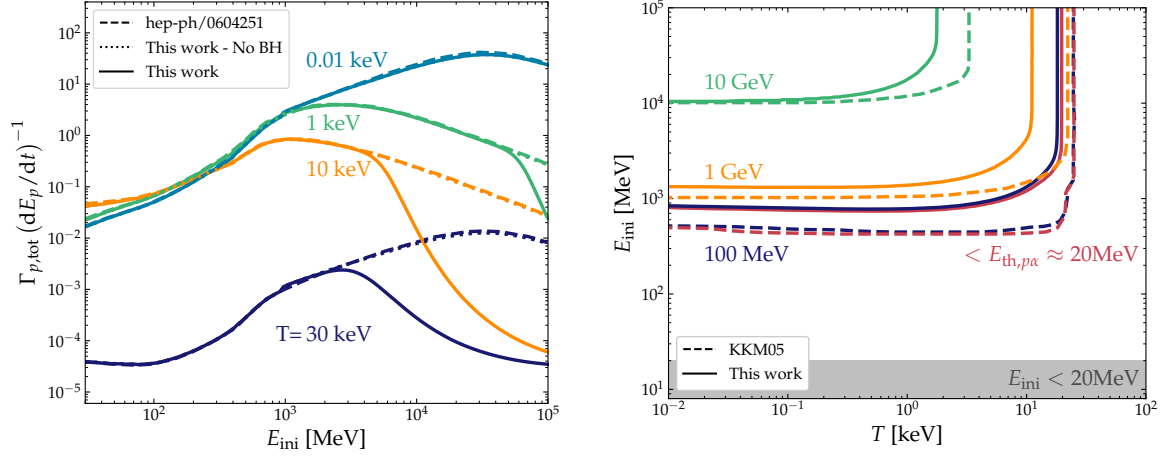 hep-ph/0604251
This work - No BH
This work
0.01 keV
1 keV
10 keV
T= 30 keV
10^2
10^1
10^0
10^-1
10^-2
10^-3
10^-4
10^-5
Γ_p,tot (dE_p/dt)^-1
10^2
10^3
10^4
10^5
E_ini [MeV]
10^5
10^4
10^3
10^2
10^1
E_ini [MeV]
10 GeV
1 GeV
100 MeV
< E_th,pα ≈ 20MeV
KKM05
This work
E_ini < 20MeV
10^-2
10^-1
10^0
10^1
10^2
T [keV]